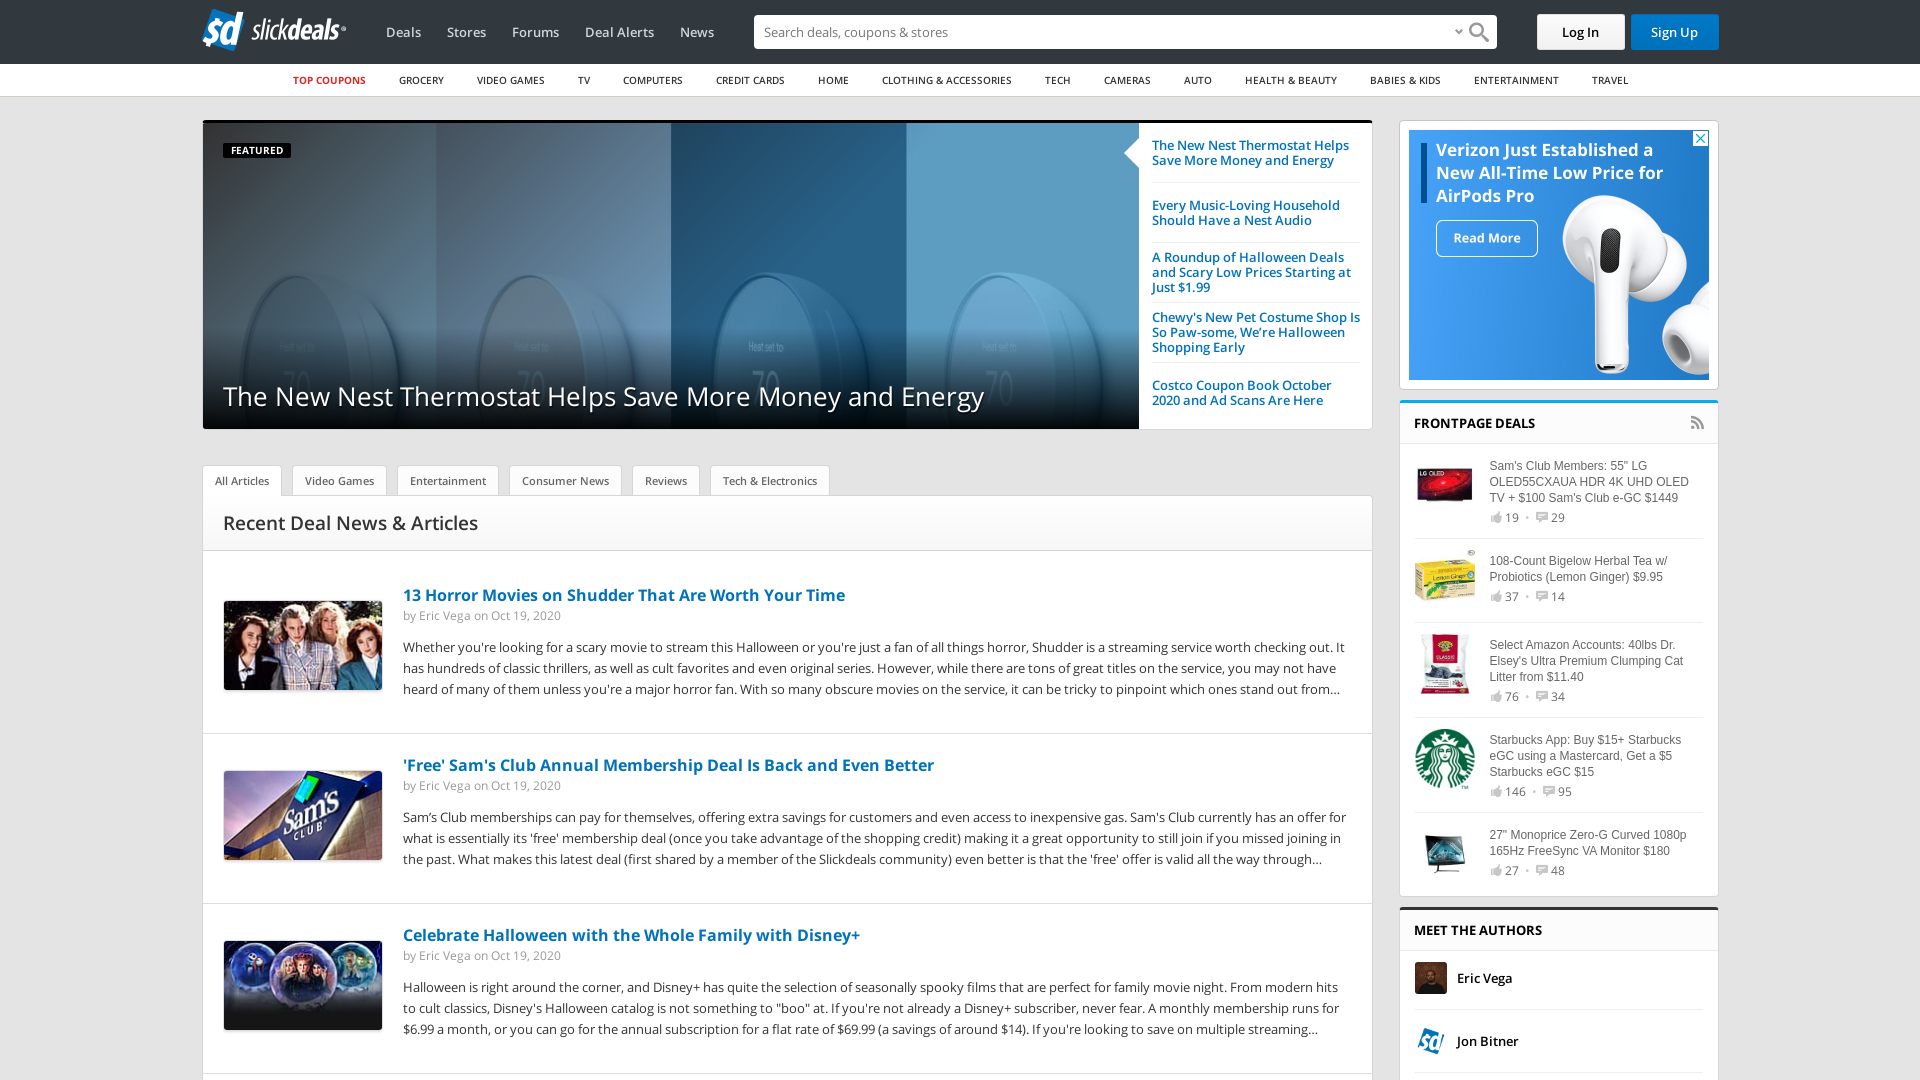 slickdeals
Deals Stores Forums Deal Alerts News
Search deals, coupons & stores
Log In Sign Up
TOP COUPONS GROCERY VIDEO GAMES TV COMPUTERS CREDIT CARDS HOME CLOTHING & ACCESSORIES TECH CAMERAS AUTO HEALTH & BEAUTY BABIES & KIDS ENTERTAINMENT TRAVEL
FEATURED
Heat set to
70
Heat set to
70
70
The New Nest Thermostat Helps Save More Money and Energy
The New Nest Thermostat Helps
Save More Money and Energy
Every Music-Loving Household
Should Have a Nest Audio
A Roundup of Halloween Deals
and Scary Low Prices Starting at
Just $1.99
Chewy's New Pet Costume Shop Is
So Paw-some, We’re Halloween
Shopping Early
Costco Coupon Book October
2020 and Ad Scans Are Here
All Articles Video Games Entertainment Consumer News Reviews Tech & Electronics
Recent Deal News & Articles
13 Horror Movies on Shudder That Are Worth Your Time
by Eric Vega on Oct 19, 2020
Whether you're looking for a scary movie to stream this Halloween or you're just a fan of all things horror, Shudder is a streaming service worth checking out. It
has hundreds of classic thrillers, as well as cult favorites and even original series. However, while there are tons of great titles on the service, you may not have
heard of many of them unless you're a major horror fan. With so many obscure movies on the service, it can be tricky to pinpoint which ones stand out from...
Sam's
CLUB
'Free' Sam's Club Annual Membership Deal Is Back and Even Better
by Eric Vega on Oct 19, 2020
Sam’s Club memberships can pay for themselves, offering extra savings for customers and even access to inexpensive gas. Sam's Club currently has an offer for
what is essentially its 'free' membership deal (once you take advantage of the shopping credit) making it a great opportunity to still join if you missed joining in
the past. What makes this latest deal (first shared by a member of the Slickdeals community) even better is that the 'free' offer is valid all the way through...
Celebrate Halloween with the Whole Family with Disney+
by Eric Vega on Oct 19, 2020
Halloween is right around the corner, and Disney+ has quite the selection of seasonally spooky films that are perfect for family movie night. From modern hits
to cult classics, Disney's Halloween catalog is not something to "boo" at. If you're not already a Disney+ subscriber, never fear. A monthly membership runs for
$6.99 a month, or you can go for the annual subscription for a flat rate of $69.99 (a savings of around $14). If you're looking to save on multiple streaming...
Verizon Just Established a
New All-Time Low Price for
AirPods Pro
Read More
FRONTPAGE DEALS
LG OLED
Sam's Club Members: 55" LG
OLED55CXAUA HDR 4K UHD OLED
TV + $100 Sam's Club e-GC $1449
19 • 29
Lemon Ginger
108-Count Bigelow Herbal Tea w/
Probiotics (Lemon Ginger) $9.95
37 • 14
CLASSIC
Select Amazon Accounts: 40lbs Dr.
Elsey's Ultra Premium Clumping Cat
Litter from $11.40
76 • 34
Starbucks App: Buy $15+ Starbucks
eGC using a Mastercard, Get a $5
Starbucks eGC $15
146 • 95
27" Monoprice Zero-G Curved 1080p
165Hz FreeSync VA Monitor $180
27 • 48
MEET THE AUTHORS
Eric Vega
sd
Jon Bitner